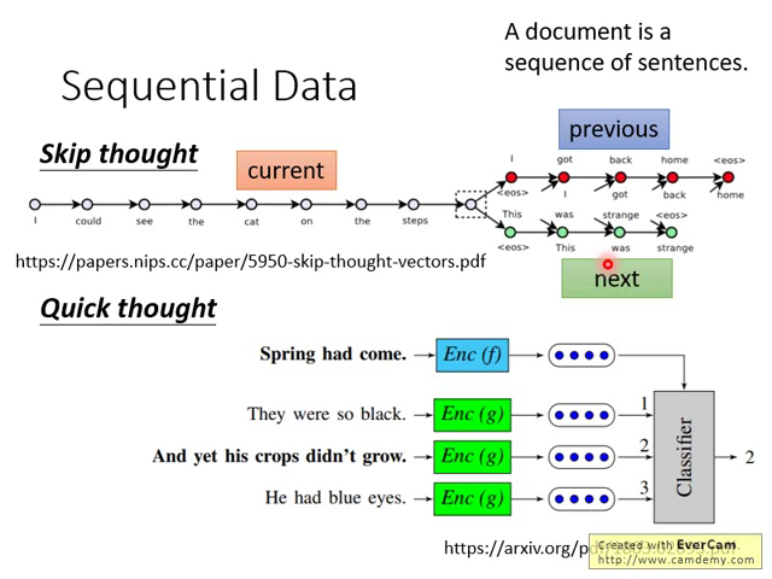 A document is a
sequence of sentences.
Sequential Data
Skip thought
current
previous
I got back home <eos>
<eos> I got back home
I could see the cat on the steps
This was strange <eos>
<eos> This was strange
next
https://papers.nips.cc/paper/5950-skip-thought-vectors.pdf
Quick thought
Spring had come. Enc (f)
They were so black. Enc (g) 1
And yet his crops didn't grow. Enc (g) 2
He had blue eyes. Enc (g) 3
Classifier
2
https://arxiv.org/pdf/
Created with EverCam.
http://www.camdemy.com